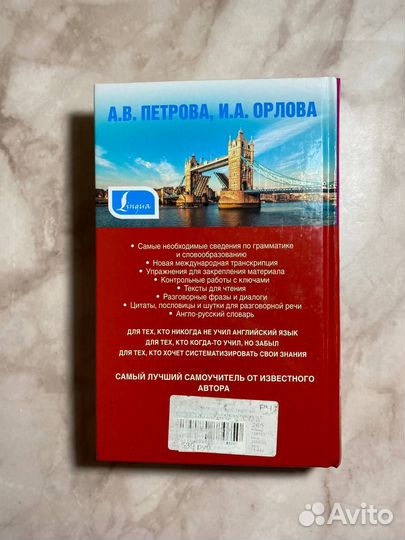 А.В. ПЕТРОВА, И.А. ОРЛОВА
Lingua
• Самые необходимые сведения по грамматике
и словообразованию
• Новая международная транскрипция
• Упражнения для закрепления материала
• Контрольные работы с ключами
• Тексты для чтения
• Разговорные фразы и диалоги
• Цитаты, пословицы и шутки для разговорной речи
• Англо-русский словарь
ДЛЯ ТЕХ, КТО НИКОГДА НЕ УЧИЛ АНГЛИЙСКИЙ ЯЗЫК
ДЛЯ ТЕХ, КТО КОГДА-ТО УЧИЛ, НО ЗАБЫЛ
ДЛЯ ТЕХ, КТО ХОЧЕТ СИСТЕМАТИЗИРОВАТЬ СВОИ ЗНАНИЯ
САМЫЙ ЛУЧШИЙ САМОУЧИТЕЛЬ ОТ ИЗВЕСТНОГО
АВТОРА
Avito